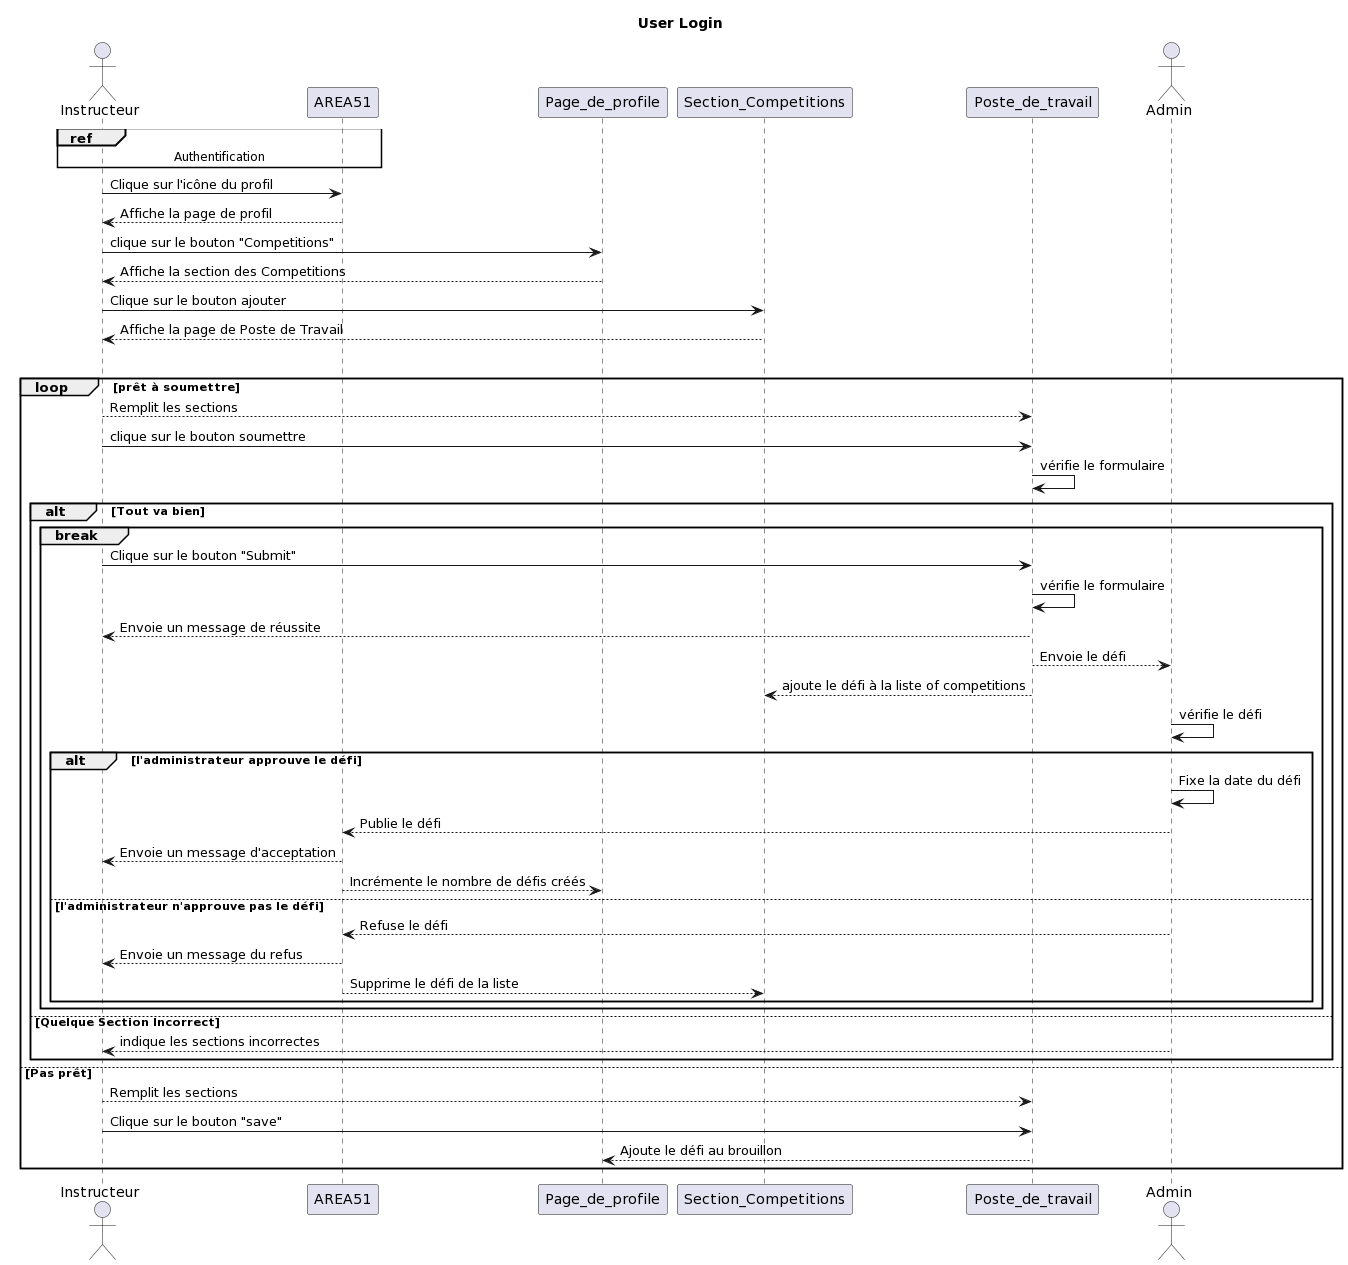 User Login
Instructeur
AREA51
Page_de_profile
Section_Competitions
Poste_de_travail
Admin
ref
Authentification
Clique sur l'icône du profil
Affiche la page de profil
clique sur le bouton "Competitions"
Affiche la section des Competitions
Clique sur le bouton ajouter
Affiche la page de Poste de Travail
loop [prêt à soumettre]
Remplit les sections
clique sur le bouton soumettre
vérifie le formulaire
alt [Tout va bien]
break
Clique sur le bouton "Submit"
vérifie le formulaire
Envoie un message de réussite
Envoie le défi
ajoute le défi à la liste of competitions
vérifie le défi
alt [l'administrateur approuve le défi]
Fixe la date du défi
Publie le défi
Envoie un message d'acceptation
Incrémente le nombre de défis créés
[l'administrateur n'approuve pas le défi]
Refuse le défi
Envoie un message du refus
Supprime le défi de la liste
[Quelque Section Incorrect]
indique les sections incorrectes
[Pas prêt]
Remplit les sections
Clique sur le bouton "save"
Ajoute le défi au brouillon
Instructeur
AREA51
Page_de_profile
Section_Competitions
Poste_de_travail
Admin